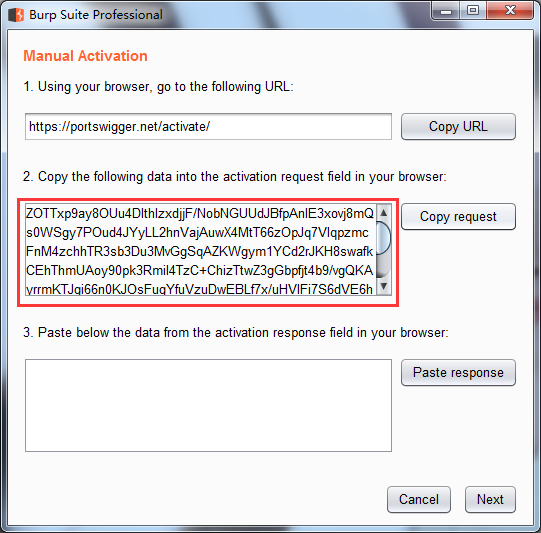 Burp Suite Professional
Manual Activation
1. Using your browser, go to the following URL:
https://portswigger.net/activate/
Copy URL
2. Copy the following data into the activation request field in your browser:
ZOTTxp9ay8OUu4DlthIzxdjjF/NobNGUUdJBfpAnlE3xovj8mQ
s0WSgy7POud4JYyLL2hnVajAuwX4MtT66zOpJq7VIqpzmc
FnM4zchhTR3sb3Du3MvGgSqAZKWgym1YCd2rJKH8swafk
CEhThmUAoy90pk3Rmil4TzC+ChizTtwZ3gGbpfjt4b9/vgQKA
yrrmKTJqi66n0KJOsFuqYfuVzuDwEBLf7x/uHVlFi7S6dVE6h
Copy request
3. Paste below the data from the activation response field in your browser:
Paste response
Cancel
Next